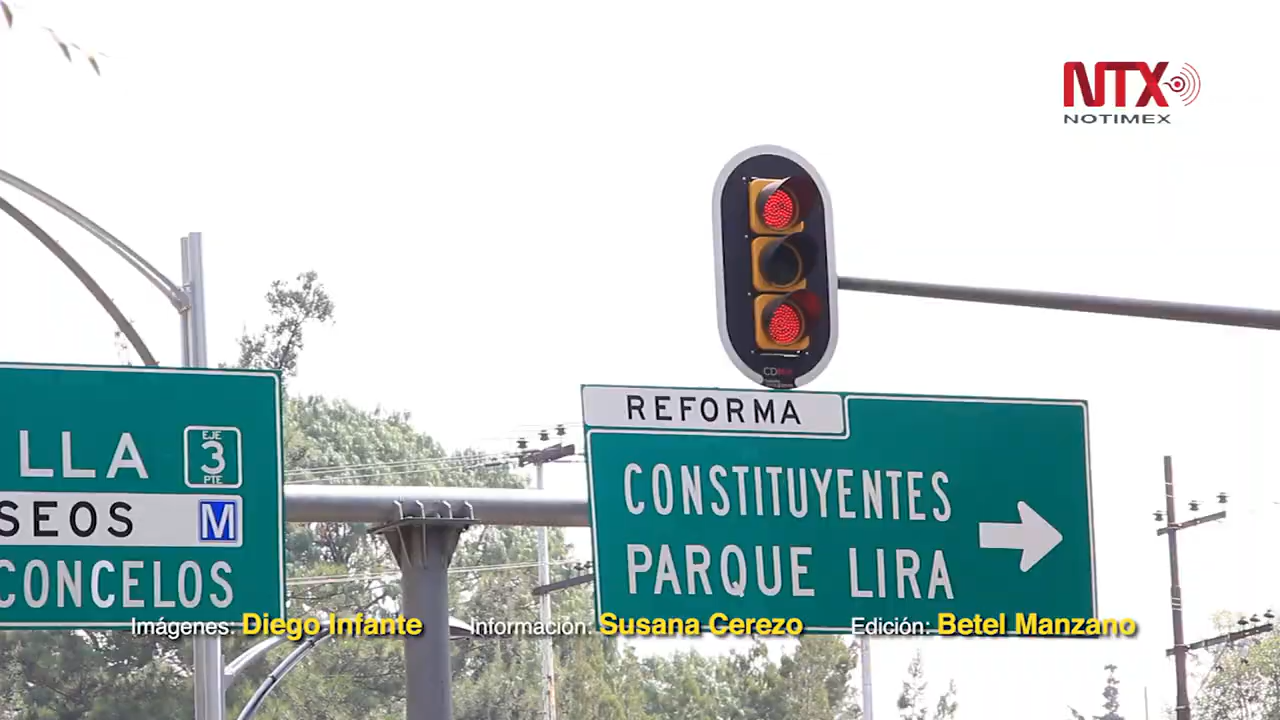 NTX
NOTIMEX
CDMX
REFORMA
CONSTITUYENTES
PARQUE LIRA
LLA
EJE
3
PTE
SEOS M
CONCELOS
Imágenes: Diego Infante Información: Susana Cerezo Edición: Betel Manzano